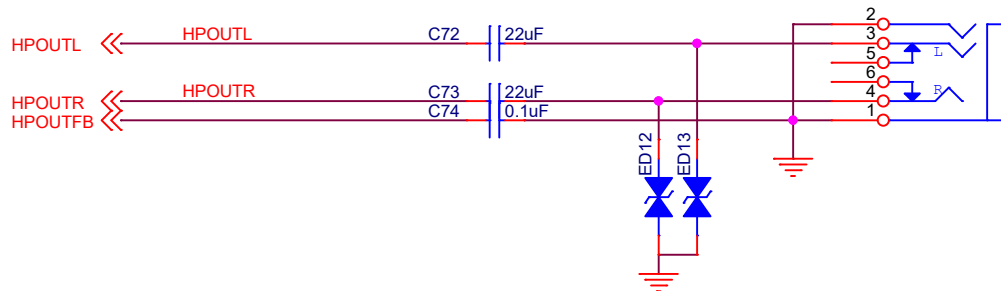 2
HPOUTL HPOUTL C72 22uF 3 L
5
6
HPOUTR HPOUTR C73 22uF 4 R
HPOUTFB C74 0.1uF 1
ED12 ED13